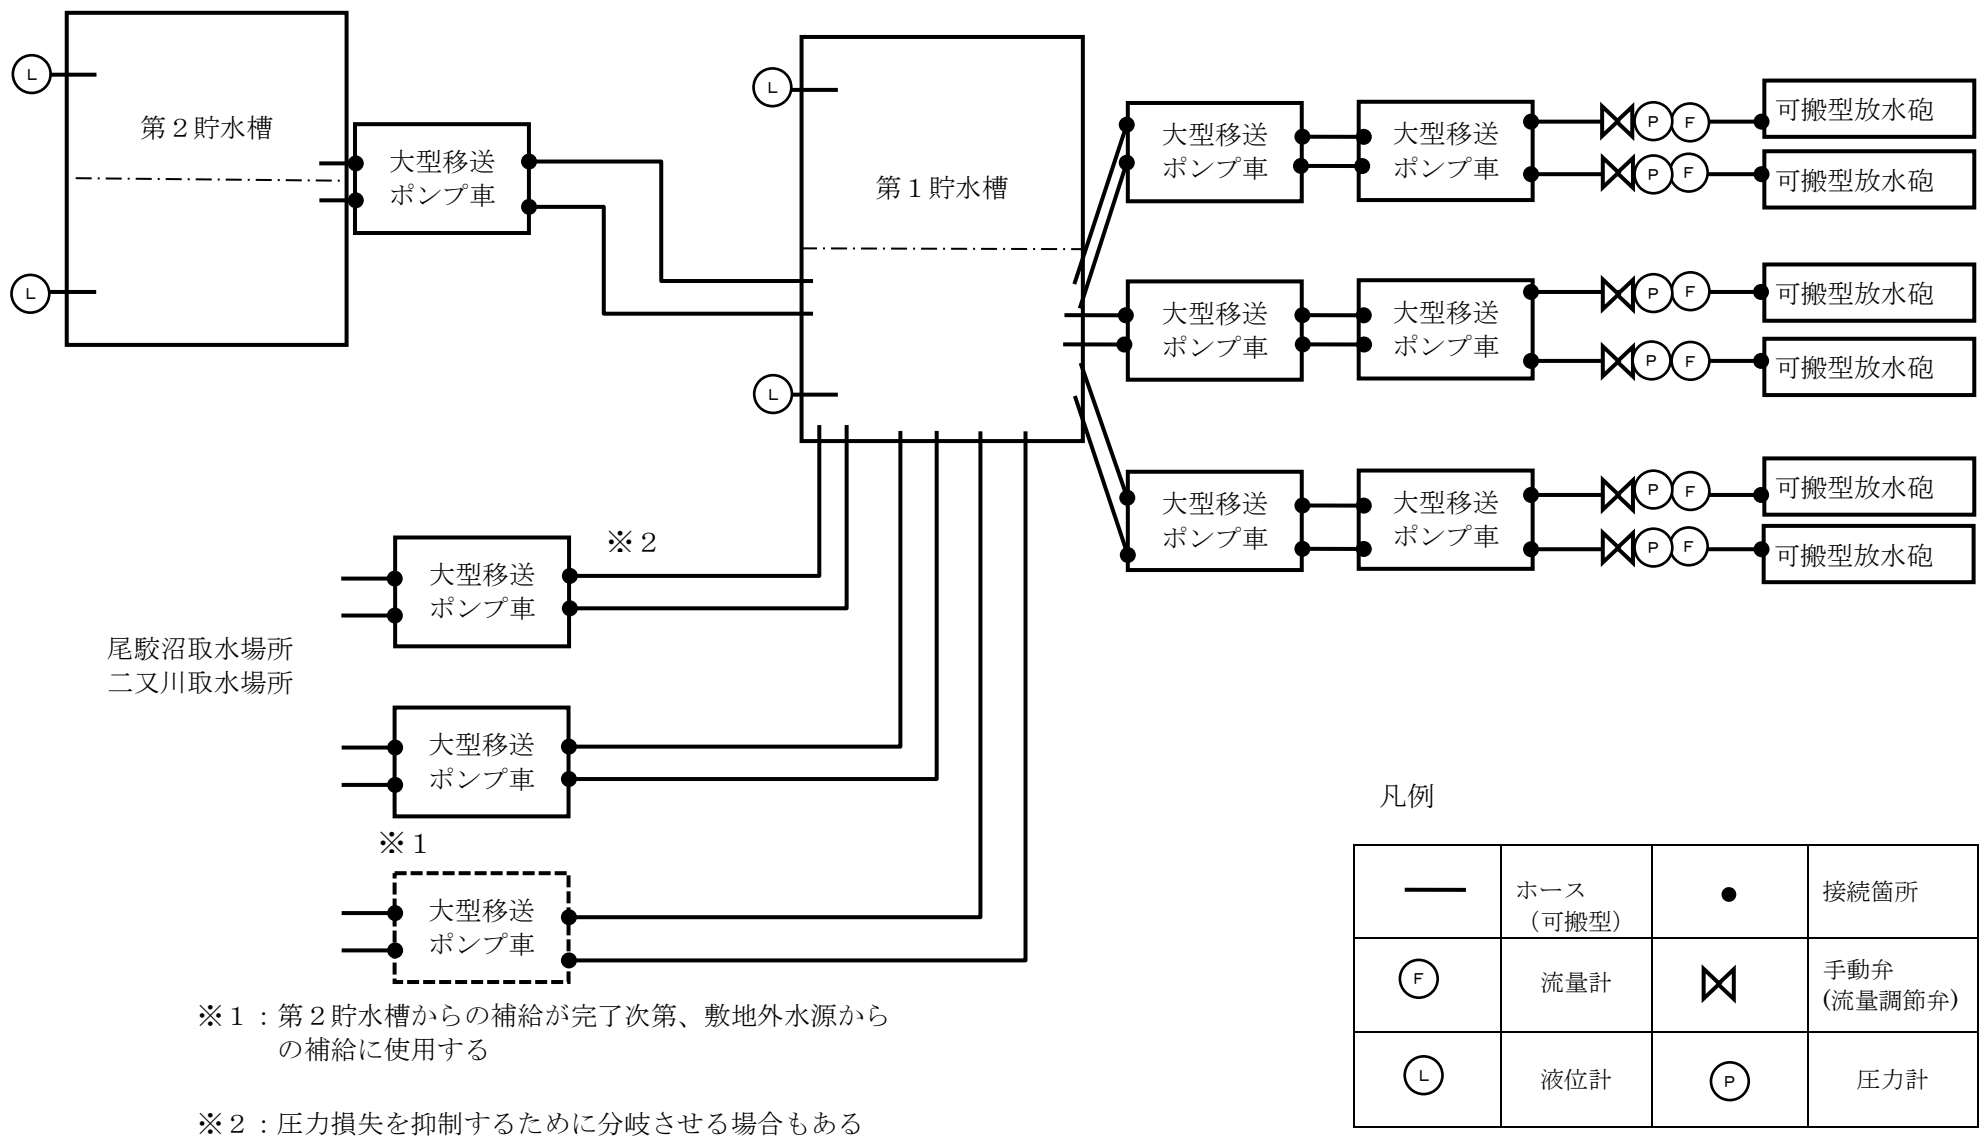 第２貯水槽
L
L
大型移送
ポンプ車
第１貯水槽
L
L
大型移送
ポンプ車
大型移送
ポンプ車
P
F
可搬型放水砲
P
F
可搬型放水砲
大型移送
ポンプ車
大型移送
ポンプ車
P
F
可搬型放水砲
P
F
可搬型放水砲
大型移送
ポンプ車
大型移送
ポンプ車
P
F
可搬型放水砲
P
F
可搬型放水砲
※２
大型移送
ポンプ車
尾駮沼取水場所
二又川取水場所
大型移送
ポンプ車
※１
大型移送
ポンプ車
※１：第２貯水槽からの補給が完了次第、敷地外水源から
の補給に使用する
※２：圧力損失を抑制するために分岐させる場合もある
凡例
ホース
（可搬型）
接続箇所
F
流量計
手動弁
(流量調節弁)
L
液位計
P
圧力計